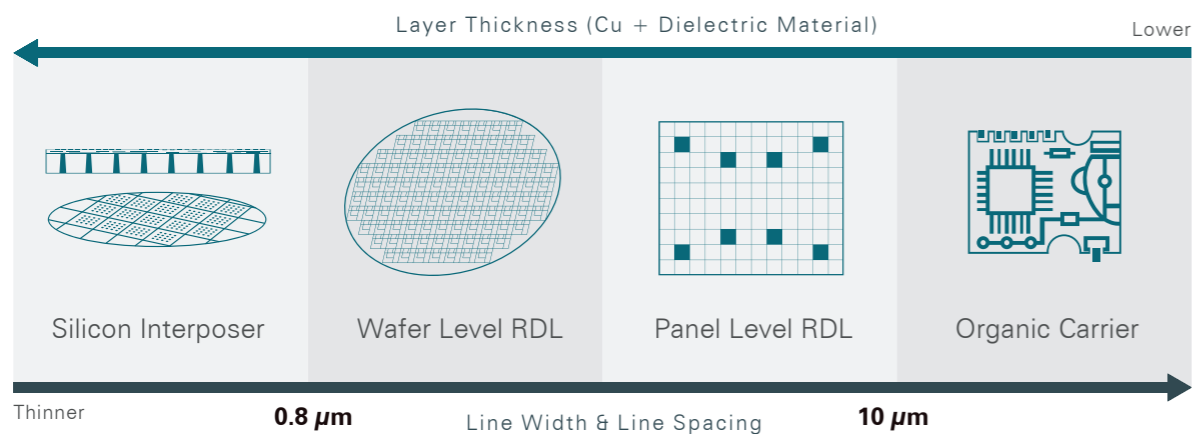 Layer Thickness (Cu + Dielectric Material)
Lower
Silicon Interposer
Wafer Level RDL
Panel Level RDL
Organic Carrier
Thinner
0.8 μm
Line Width & Line Spacing
10 μm